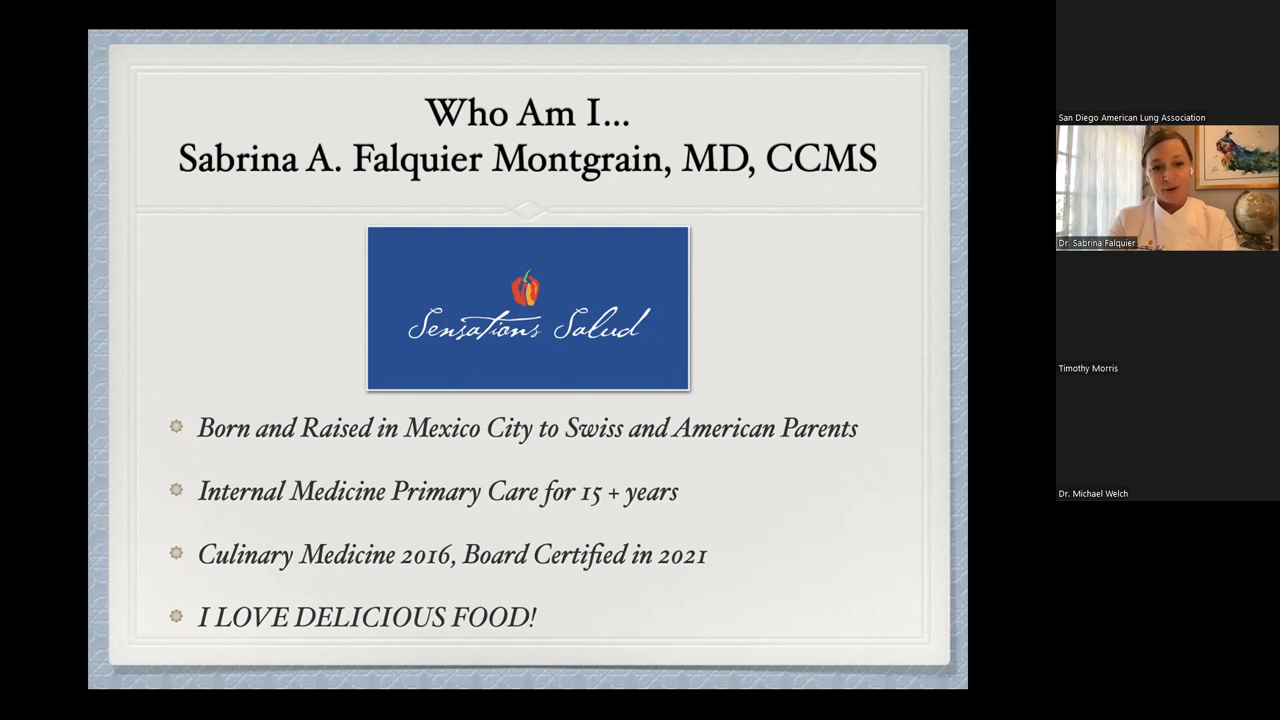 Who Am I...
Sabrina A. Falquier Montgrain, MD, CCMS
Sensations Salud
Born and Raised in Mexico City to Swiss and American Parents
Internal Medicine Primary Care for 15 + years
Culinary Medicine 2016, Board Certified in 2021
I LOVE DELICIOUS FOOD!
San Diego American Lung Association
Dr. Sabrina Falquier
Timothy Morris
Dr. Michael Welch